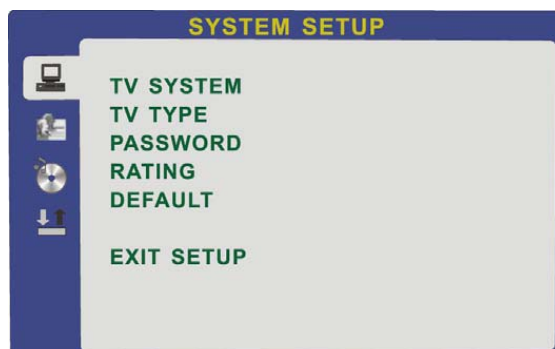 SYSTEM SETUP
TV SYSTEM
TV TYPE
PASSWORD
RATING
DEFAULT
EXIT SETUP